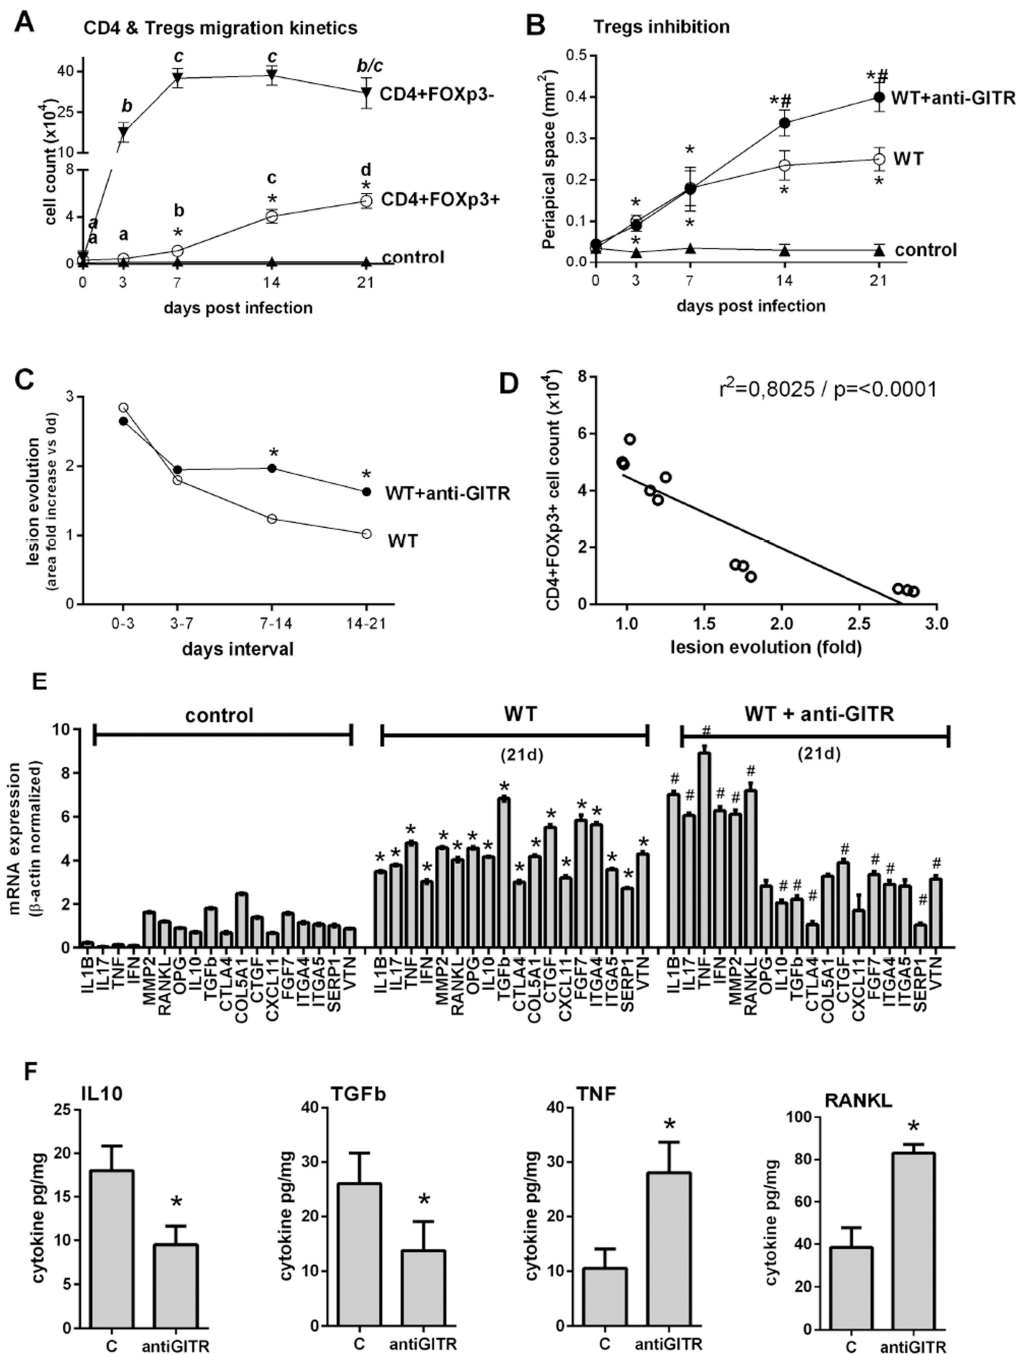 A
CD4 & Tregs migration kinetics
cell count (x10⁴)
40
25
10
8
4
0
a
a
b
a
c
b
*
c
c
*
b/c
d
*
CD4+FOXp3-
CD4+FOXp3+
control
0 3 7 14 21
days post infection
B
Tregs inhibition
Periapical space (mm²)
0.5
0.4
0.3
0.2
0.1
0.0
*
*
*
*
*#
*
*#
*
WT+anti-GITR
WT
control
0 3 7 14 21
days post infection
C
lesion evolution
(area fold increase vs 0d)
3
2
1
0
*
*
WT+anti-GITR
WT
0-3 3-7 7-14 14-21
days interval
D
CD4+FOXp3+ cell count (x10⁴)
8
6
4
2
0
r²=0,8025 / p=<0.0001
1.0 1.5 2.0 2.5 3.0
lesion evolution (fold)
E
mRNA expression
(β-actin normalized)
10
8
6
4
2
0
control
WT
(21d)
WT + anti-GITR
(21d)
* * * * * * * * * * * * * * * * * *
# # # # # # # # # # # # # #
IL1B IL17 TNF IFN MMP2 RANKL OPG IL10 TGFb CTLA4 COL5A1 CTGF CXCL11 FGF7 ITGA4 ITGA5 SERP1 VTN
IL1B IL17 TNF IFN MMP2 RANKL OPG IL10 TGFb CTLA4 COL5A1 CTGF CXCL11 FGF7 ITGA4 ITGA5 SERP1 VTN
IL1B IL17 TNF IFN MMP2 RANKL OPG IL10 TGFb CTLA4 COL5A1 CTGF CXCL11 FGF7 ITGA4 ITGA5 SERP1 VTN
F
IL10
cytokine pg/mg
25
20
15
10
5
0
*
C antiGITR
TGFb
cytokine pg/mg
40
30
20
10
0
*
C antiGITR
TNF
cytokine pg/mg
40
30
20
10
0
*
C antiGITR
RANKL
cytokine pg/mg
100
80
60
40
20
0
*
C antiGITR